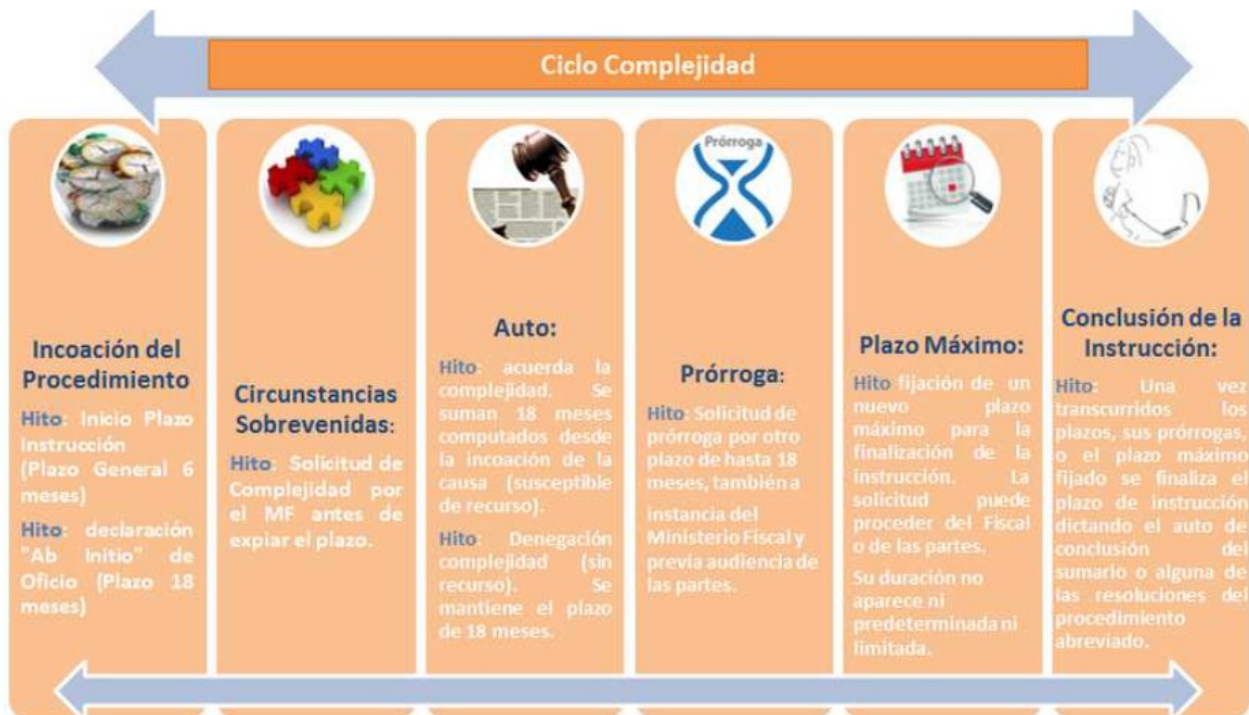 Ciclo Complejidad
Incoación del
Procedimiento
Hito: Inicio Plazo
Instrucción
(Plazo General 6
meses)
Hito: declaración
"Ab Initio" de
Oficio (Plazo 18
meses)
Circunstancias
Sobrevenidas:
Hito: Solicitud de
Complejidad por
el MF antes de
expiar el plazo.
Auto:
Hito: acuerda la
complejidad. Se
suman 18 meses
computados desde
la incoación de la
causa (susceptible
de recurso).
Hito: Denegación
complejidad (sin
recurso). Se
mantiene el plazo
de 18 meses.
Prórroga
Prórroga:
Hito: Solicitud de
prórroga por otro
plazo de hasta 18
meses, también a
instancia del
Ministerio Fiscal y
previa audiencia de
las partes.
Plazo Máximo:
Hito fijación de un
nuevo plazo
máximo para la
finalización de la
instrucción. La
solicitud puede
proceder del Fiscal
o de las partes.
Su duración no
aparece ni
predeterminada ni
limitada.
Conclusión de la
Instrucción:
Hito: Una vez
transcurridos los
plazos, sus prórrogas,
o el plazo máximo
fijado se finaliza el
plazo de instrucción
dictando el auto de
conclusión del
sumario o alguna de
las resoluciones del
procedimiento
abreviado.